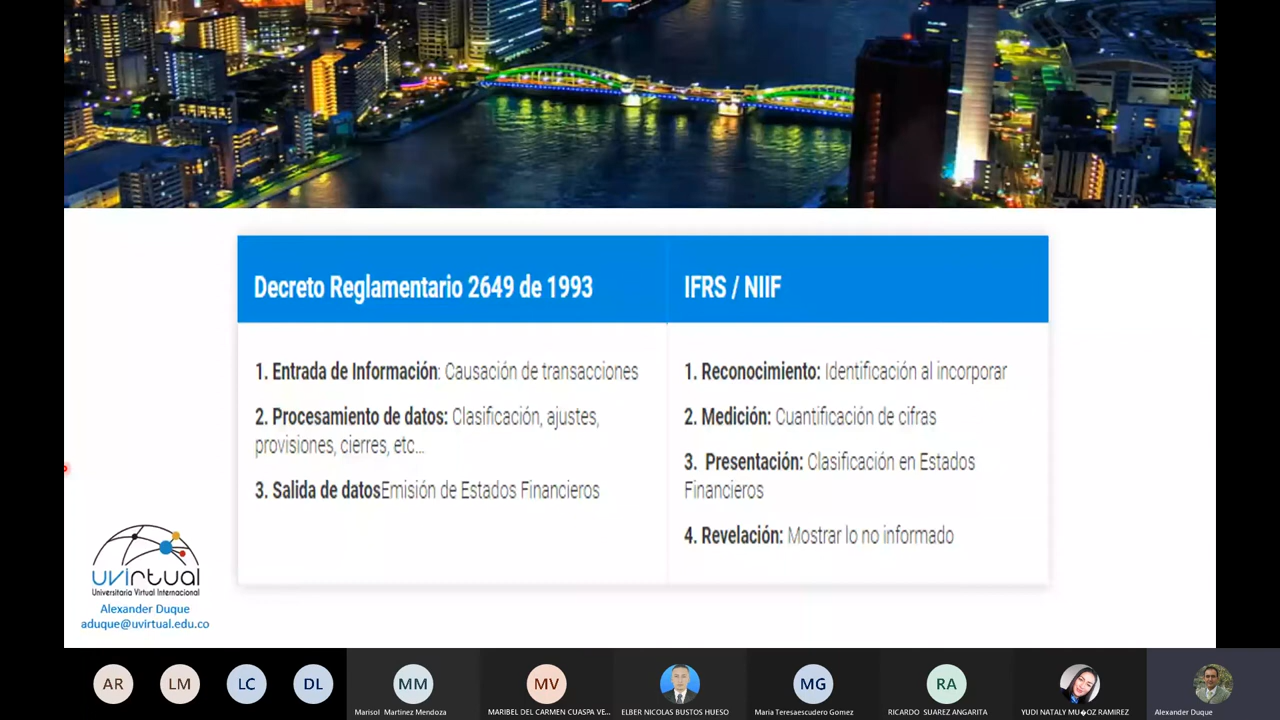 Decreto Reglamentario 2649 de 1993
1. Entrada de Información: Causación de transacciones
2. Procesamiento de datos: Clasificación, ajustes,
provisiones, cierres, etc...
3. Salida de datosEmisión de Estados Financieros
IFRS / NIIF
1. Reconocimiento: Identificación al incorporar
2. Medición: Cuantificación de cifras
3. Presentación: Clasificación en Estados
Financieros
4. Revelación: Mostrar lo no informado
uvirtual
Universitaria Virtual Internacional
Alexander Duque
aduque@uvirtual.edu.co
AR
LM
LC
DL
MM
Marisol Martinez Mendoza
MV
MARIBEL DEL CARMEN CUASPA VE...
ELBER NICOLAS BUSTOS HUESO
MG
Maria Teresaescudero Gomez
RA
RICARDO SUAREZ ANGARITA
YUDI NATALY MU�OZ RAMIREZ
Alexander Duque